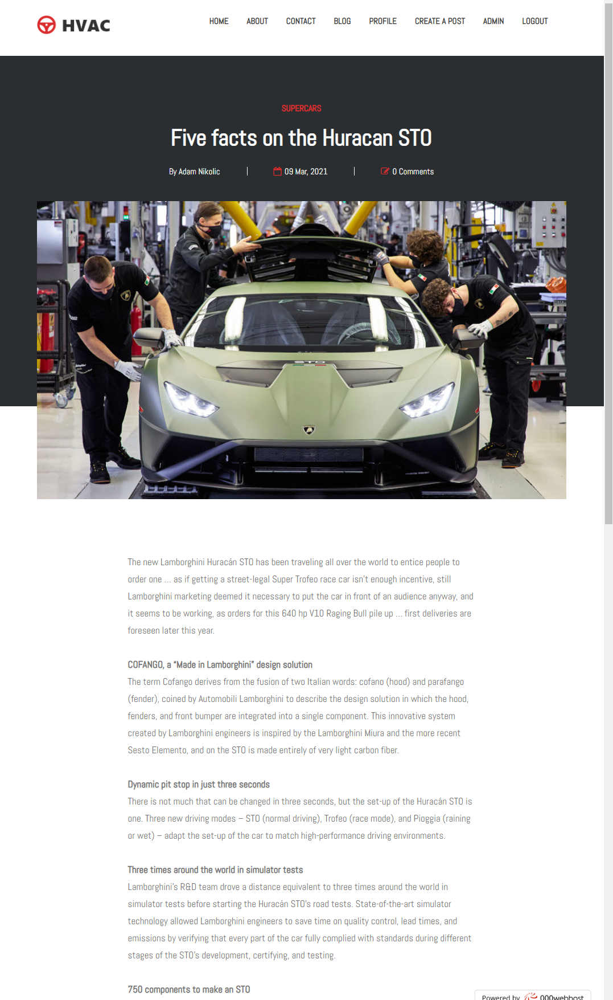 HVAC
HOME ABOUT CONTACT BLOG PROFILE CREATE A POST ADMIN LOGOUT
SUPERCARS
Five facts on the Huracan STO
By Adam Nikolic
09 Mar, 2021
0 Comments
STO
The new Lamborghini Huracán STO has been traveling all over the world to entice people to
order one … as if getting a street-legal Super Trofeo race car isn’t enough incentive, still
Lamborghini marketing deemed it necessary to put the car in front of an audience anyway, and
it seems to be working, as orders for this 640 hp V10 Raging Bull pile up … first deliveries are
foreseen later this year.
COFANGO, a “Made in Lamborghini” design solution
The term Cofango derives from the fusion of two Italian words: cofano (hood) and parafango
(fender), coined by Automobili Lamborghini to describe the design solution in which the hood,
fenders, and front bumper are integrated into a single component. This innovative system
created by Lamborghini engineers is inspired by the Lamborghini Miura and the more recent
Sesto Elemento, and on the STO is made entirely of very light carbon fiber.
Dynamic pit stop in just three seconds
There is not much that can be changed in three seconds, but the set-up of the Huracán STO is
one. Three new driving modes – STO (normal driving), Trofeo (race mode), and Pioggia (raining
or wet) – adapt the set-up of the car to match high-performance driving environments.
Three times around the world in simulator tests
Lamborghini’s R&D team drove a distance equivalent to three times around the world in
simulator tests before starting the Huracán STO’s road tests. State-of-the-art simulator
technology allowed Lamborghini engineers to save time on quality control, lead times, and
emissions by verifying that every part of the car fully complied with standards during different
stages of the STO’s development, certifying, and testing.
750 components to make an STO
Powered by 000webhost